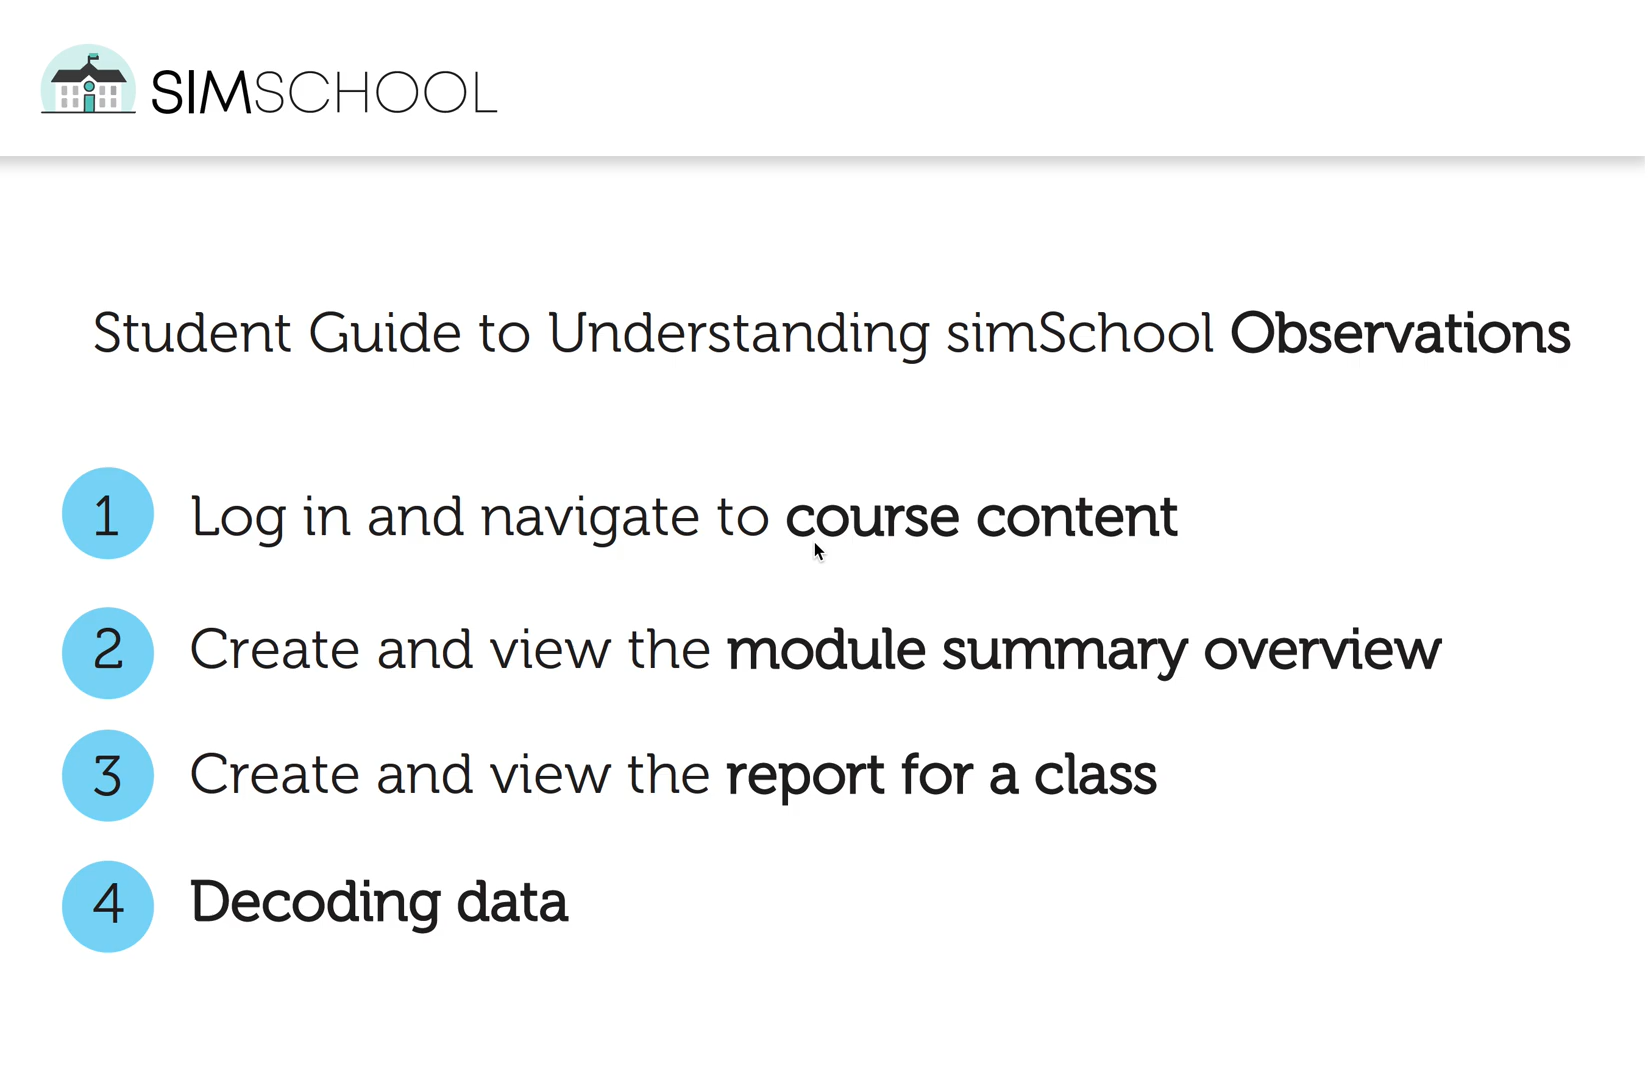 SIMSCHOOL
Student Guide to Understanding simSchool Observations
1 Log in and navigate to course content
2 Create and view the module summary overview
3 Create and view the report for a class
4 Decoding data